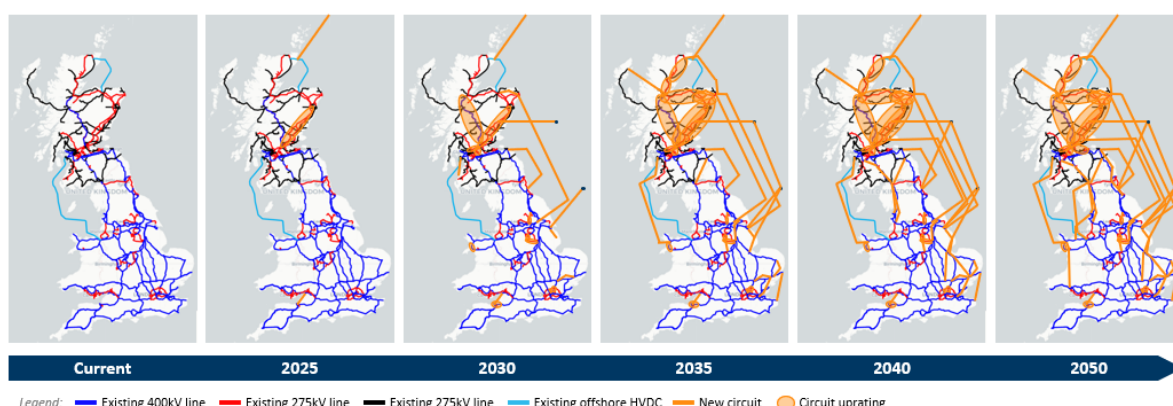 Current 2025 2030 2035 2040 2050
Legend: Existing 400kV line Existing 275kV line Existing 275kV line Existing offshore HVDC New circuit Circuit uprating